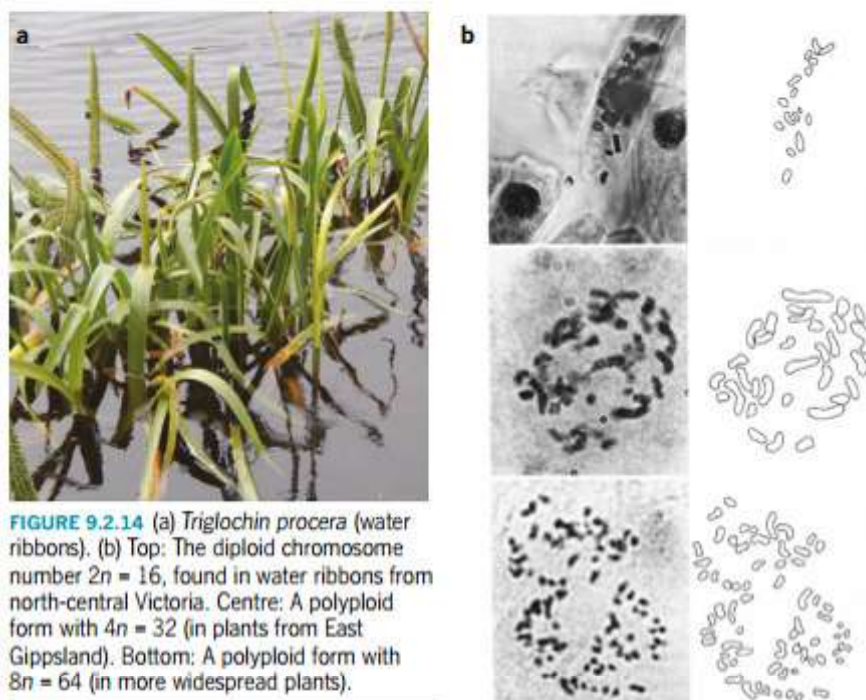 a
b
FIGURE 9.2.14 (a) Triglochin procera (water
ribbons). (b) Top: The diploid chromosome
number 2n = 16, found in water ribbons from
north-central Victoria. Centre: A polyploid
form with 4n = 32 (in plants from East
Gippsland). Bottom: A polyploid form with
8n = 64 (in more widespread plants).